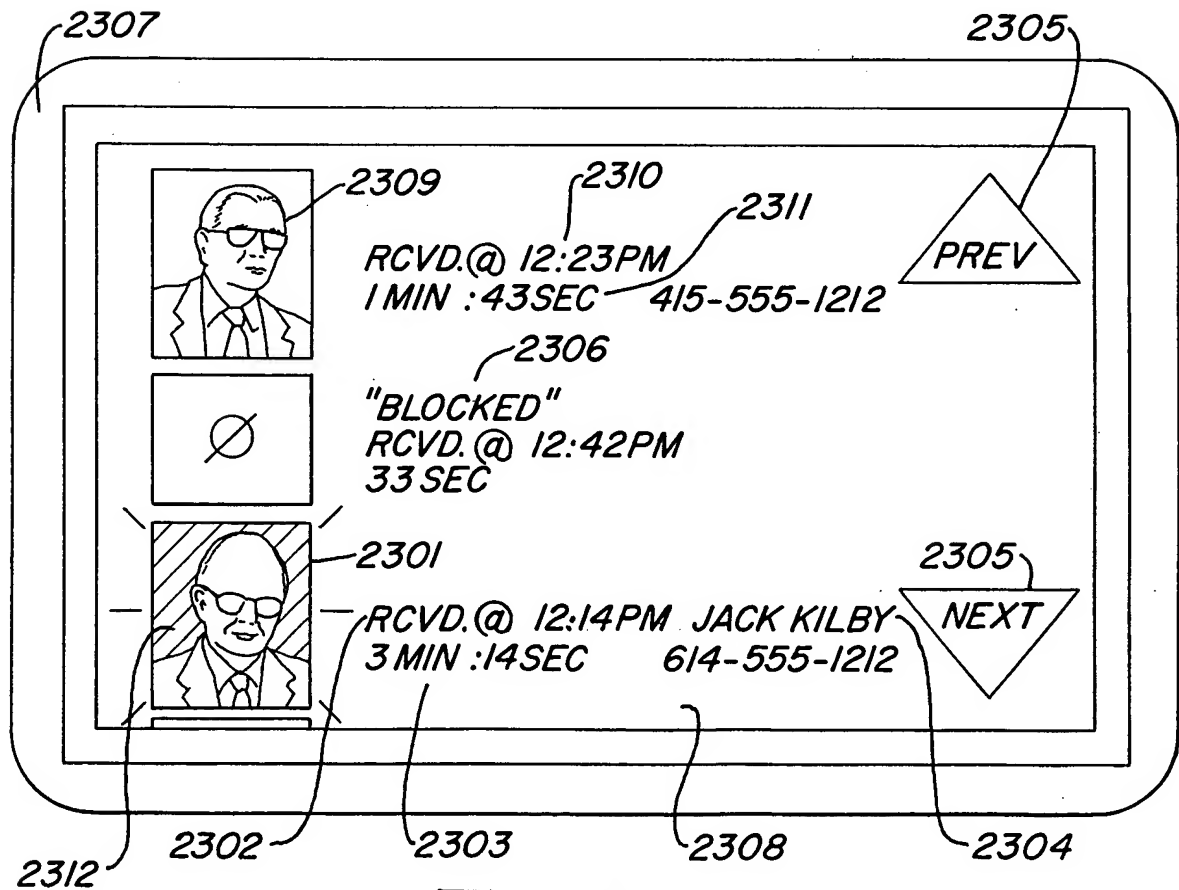 2307
2305
2309
2310
2311
RCVD.@ 12:23PM
1 MIN :43SEC 415-555-1212
PREV
2306
"BLOCKED"
RCVD.@ 12:42PM
33 SEC
2301
2305
RCVD.@ 12:14PM JACK KILBY
3 MIN :14SEC 614-555-1212
NEXT
2312
2302
2303
2308
2304